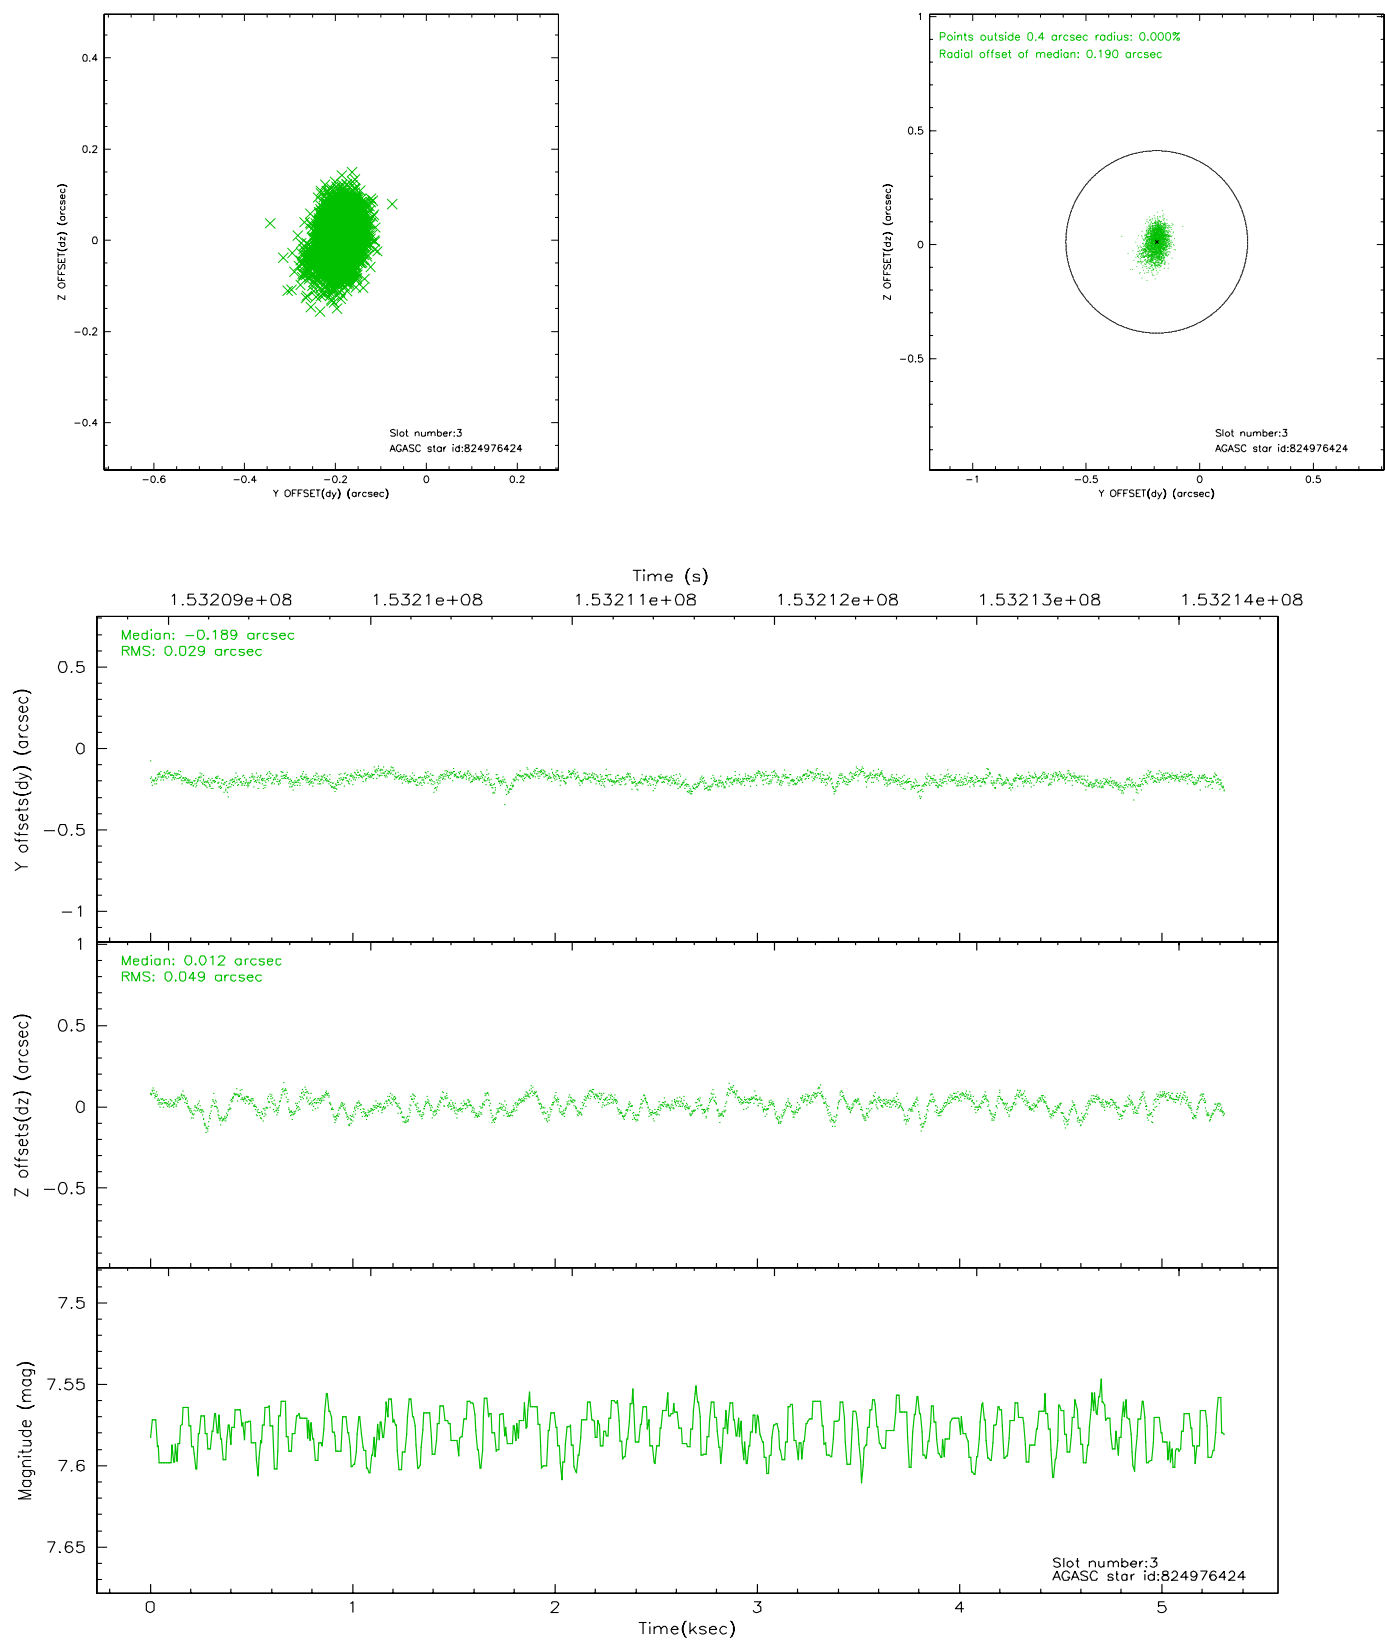 0.4
0.2
0
−0.2
−0.4
Z OFFSET(dz) (arcsec)
Slot number:3
AGASC star id:824976424
−0.6
−0.4
−0.2
0
0.2
Y OFFSET(dy) (arcsec)
Points outside 0.4 arcsec radius: 0.000%
Radial offset of median: 0.190 arcsec
1
0.5
0
−0.5
Z OFFSET(dz) (arcsec)
Slot number:3
AGASC star id:824976424
−1
−0.5
0
0.5
Y OFFSET(dy) (arcsec)
Time (s)
1.53209e+08
1.5321e+08
1.53211e+08
1.53212e+08
1.53213e+08
1.53214e+08
Median: −0.189 arcsec
RMS: 0.029 arcsec
0.5
0
−0.5
−1
Y offsets(dy) (arcsec)
Median: 0.012 arcsec
RMS: 0.049 arcsec
1
0.5
0
−0.5
Z offsets(dz) (arcsec)
7.5
7.55
7.6
7.65
Magnitude (mag)
Slot number:3
AGASC star id:824976424
0
1
2
3
4
5
Time(ksec)